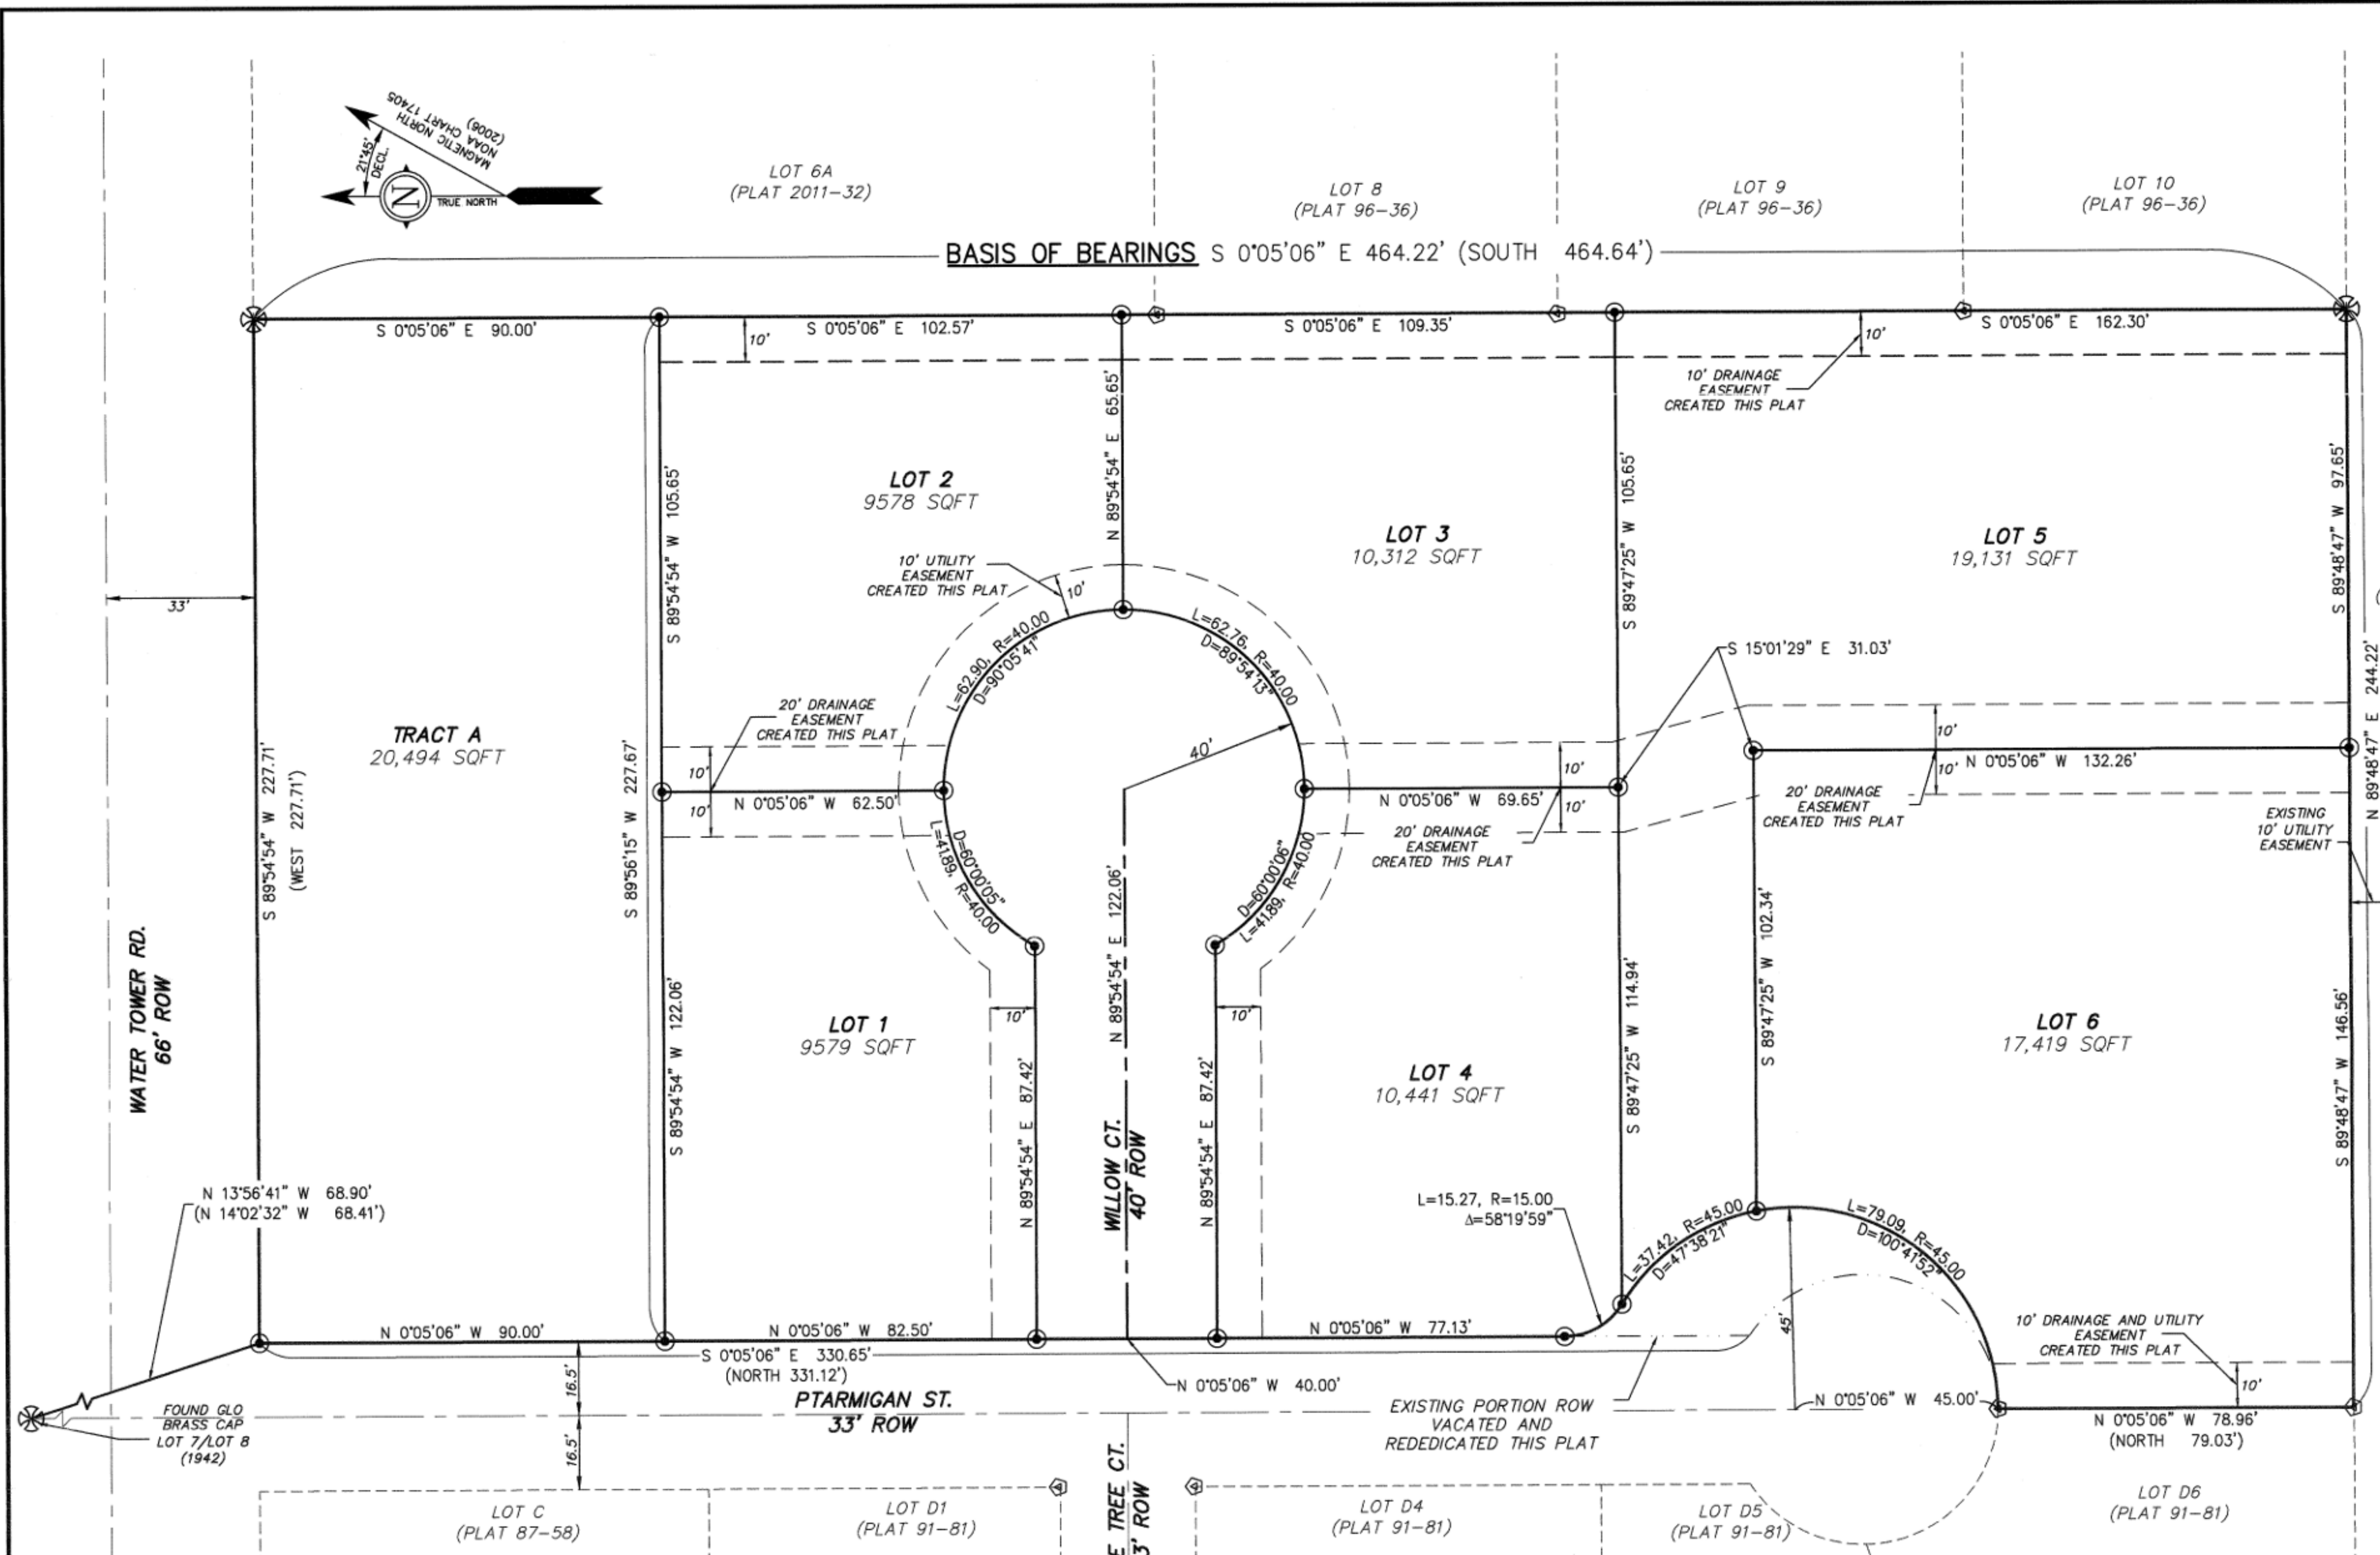 MAGNETIC NORTH
NOAA CHART 17405
(2006)
21°45'
DECL.
N
TRUE NORTH
LOT 6A
(PLAT 2011-32)
LOT 8
(PLAT 96-36)
LOT 9
(PLAT 96-36)
LOT 10
(PLAT 96-36)
BASIS OF BEARINGS S 0°05'06" E 464.22' (SOUTH 464.64')
S 0°05'06" E 90.00'
S 0°05'06" E 102.57'
S 0°05'06" E 109.35'
S 0°05'06" E 162.30'
10'
10'
10' DRAINAGE
EASEMENT
CREATED THIS PLAT
S 89°54'54" W 105.65'
N 89°54'54" E 65.65'
S 89°47'25" W 105.65'
S 89°48'47" W 97.65'
LOT 2
9578 SQFT
LOT 3
10,312 SQFT
LOT 5
19,131 SQFT
10' UTILITY
EASEMENT
CREATED THIS PLAT
10'
33'
L=62.90, R=40.00
D=90°05'41"
L=62.76, R=40.00
D=89°54'13"
S 15°01'29" E 31.03'
N 89°48'47" E 244.22'
TRACT A
20,494 SQFT
S 89°54'54" W 227.71'
(WEST 227.71')
S 89°56'15" W 227.67'
20' DRAINAGE
EASEMENT
CREATED THIS PLAT
10'
10'
N 0°05'06" W 62.50'
40'
10'
10'
N 0°05'06" W 69.65'
20' DRAINAGE
EASEMENT
CREATED THIS PLAT
10'
10'
N 0°05'06" W 132.26'
20' DRAINAGE
EASEMENT
CREATED THIS PLAT
EXISTING
10' UTILITY
EASEMENT
D=60°00'05"
L=41.89, R=40.00
D=60°00'06"
L=41.89, R=40.00
N 89°54'54" E 122.06'
S 89°47'25" W 102.34'
WATER TOWER RD.
66' ROW
S 89°54'54" W 122.06'
LOT 1
9579 SQFT
10'
10'
N 89°54'54" E 87.42'
N 89°54'54" E 87.42'
WILLOW CT.
40' ROW
LOT 4
10,441 SQFT
S 89°47'25" W 114.94'
LOT 6
17,419 SQFT
S 89°48'47" W 146.56'
N 13°56'41" W 68.90'
(N 14°02'32" W 68.41')
L=15.27, R=15.00
Δ=58°19'59"
L=37.42, R=45.00
D=47°38'21"
L=79.09, R=45.00
D=100°41'52"
45'
10' DRAINAGE AND UTILITY
EASEMENT
CREATED THIS PLAT
10'
N 0°05'06" W 90.00'
N 0°05'06" W 82.50'
N 0°05'06" W 77.13'
S 0°05'06" E 330.65'
(NORTH 331.12')
16.5'
16.5'
N 0°05'06" W 40.00'
PTARMIGAN ST.
33' ROW
EXISTING PORTION ROW
VACATED AND
REDEDICATED THIS PLAT
N 0°05'06" W 45.00'
N 0°05'06" W 78.96'
(NORTH 79.03')
FOUND GLO
BRASS CAP
LOT 7/LOT 8
(1942)
LOT C
(PLAT 87-58)
LOT D1
(PLAT 91-81)
TREE CT.
3' ROW
LOT D4
(PLAT 91-81)
LOT D5
(PLAT 91-81)
LOT D6
(PLAT 91-81)